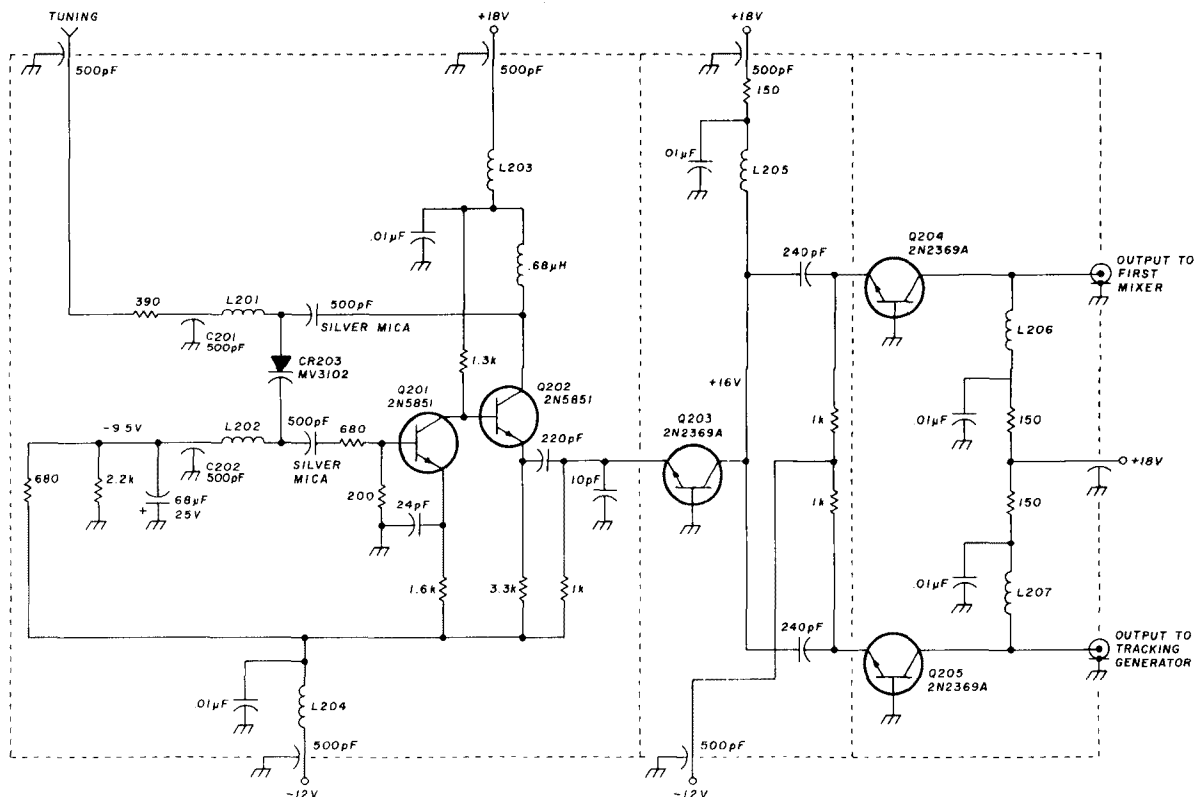 TUNING
+18V
+18V
500pF
500pF
500pF
150
.01µF
L205
L203
.01µF
.68µH
240pF
Q204
2N2369A
OUTPUT TO
FIRST
MIXER
390
L201
500pF
SILVER MICA
C201
500pF
L206
CR203
MV3102
1.3k
Q201
2N5851
Q202
2N5851
+16V
.01µF
150
1k
Q203
2N2369A
-9.5V
L202
500pF
680
220pF
C202
500pF
SILVER
MICA
+18V
680
2.2k
68µF
25V
+
200
24pF
10pF
1k
150
.01µF
L207
1.6k
3.3k
1k
240pF
OUTPUT TO
TRACKING
GENERATOR
Q205
2N2369A
.01µF
L204
500pF
500pF
-12V
-12V